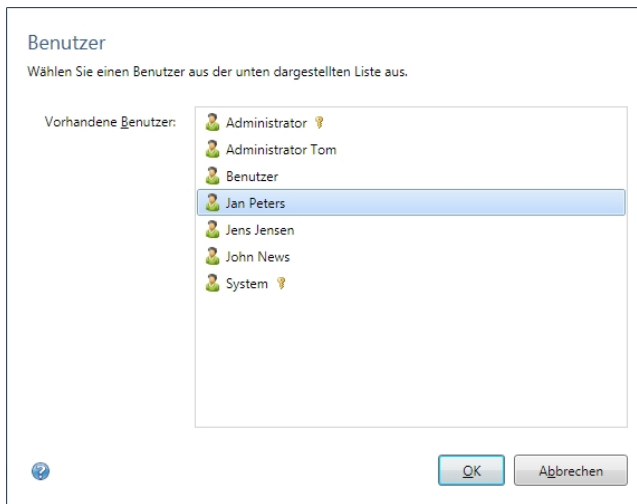 Benutzer
Wählen Sie einen Benutzer aus der unten dargestellten Liste aus.
Vorhandene Benutzer:
Administrator
Administrator Tom
Benutzer
Jan Peters
Jens Jensen
John News
System
OK
Abbrechen